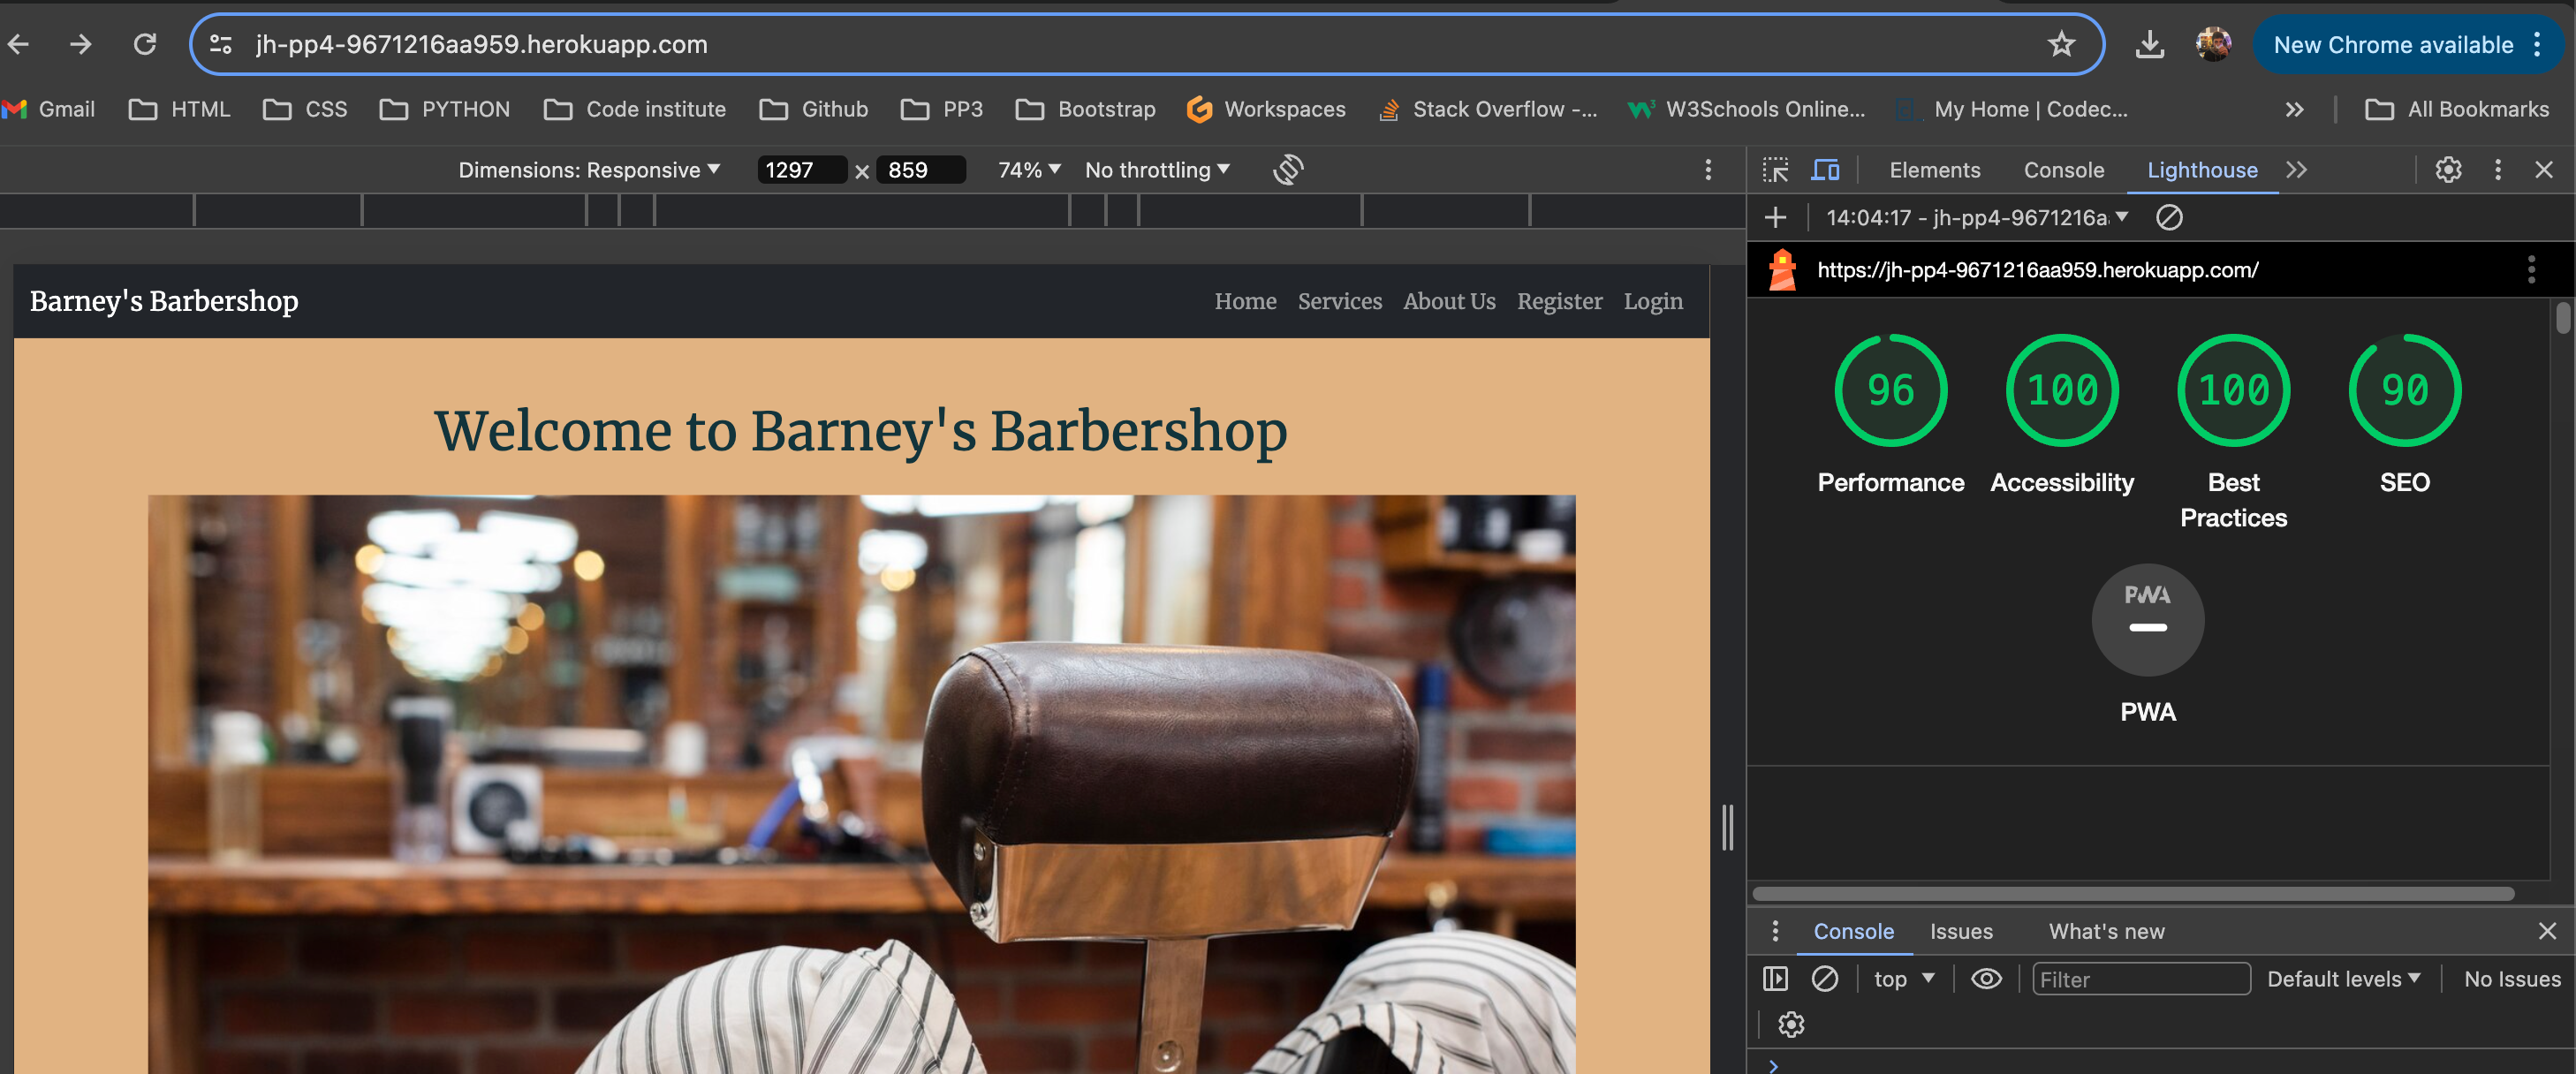 jh-pp4-9671216aa959.herokuapp.com
New Chrome available
Gmail HTML CSS PYTHON Code institute Github PP3 Bootstrap Workspaces Stack Overflow -... W3Schools Online... My Home | Codec... All Bookmarks
Dimensions: Responsive 1297 x 859 74% No throttling
Elements Console Lighthouse
14:04:17 - jh-pp4-9671216a
https://jh-pp4-9671216aa959.herokuapp.com/
Barney's Barbershop
Home Services About Us Register Login
Welcome to Barney's Barbershop
96 100 100 90
Performance Accessibility Best Practices SEO
PWA
PWA
Console Issues What's new
top Filter Default levels No Issues